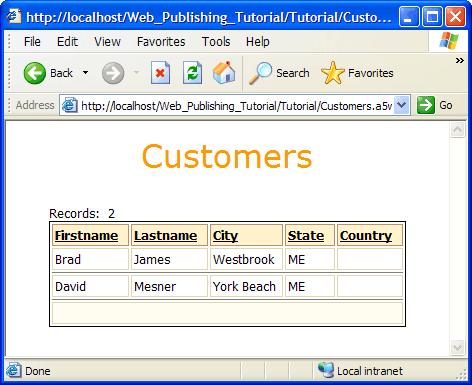 http://localhost/Web_Publishing_Tutorial/Tutorial/Custo...
File Edit View Favorites Tools Help
Back Search Favorites
Address http://localhost/Web_Publishing_Tutorial/Tutorial/Customers.a5w Go
Customers
Records: 2
Firstname Lastname City State Country
Brad James Westbrook ME
David Mesner York Beach ME
Done Local intranet